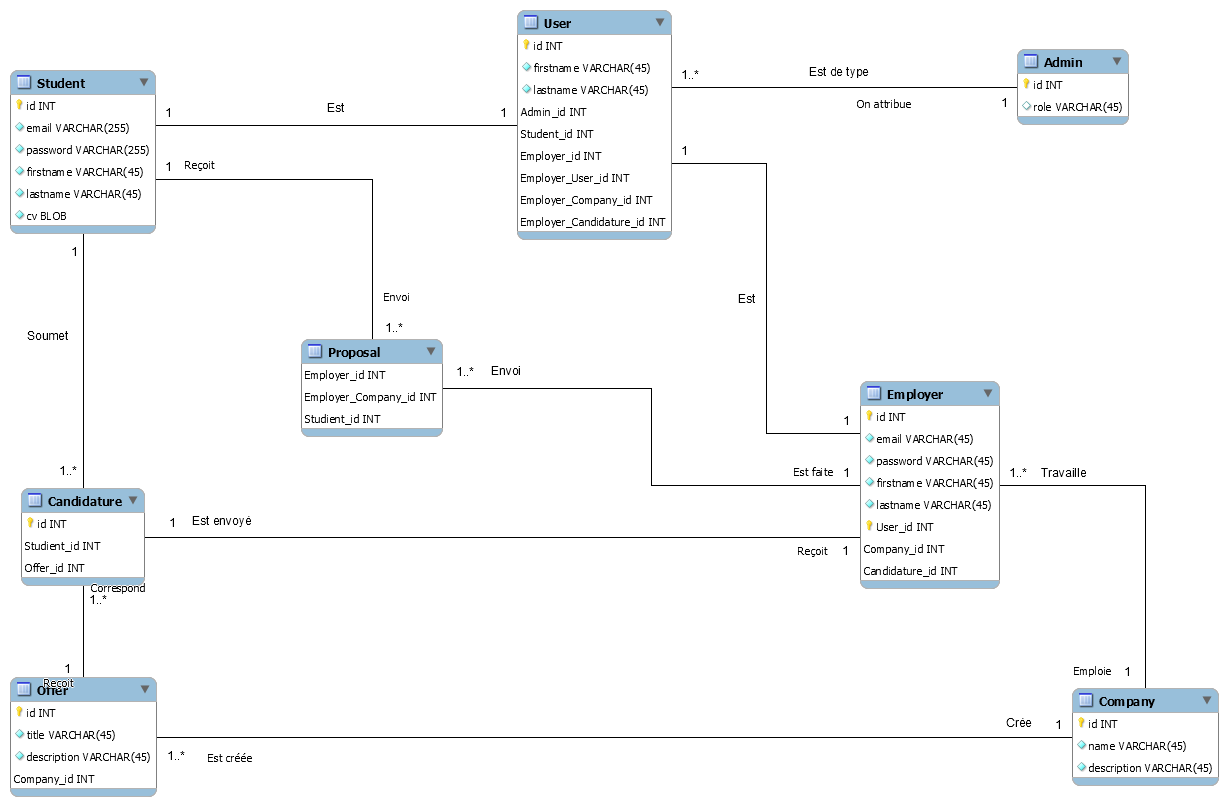 User
id INT
firstname VARCHAR(45)
lastname VARCHAR(45)
Admin_id INT
Student_id INT
Employer_id INT
Employer_User_id INT
Employer_Company_id INT
Employer_Candidature_id INT
1..*
Est de type
On attribue
1
Admin
id INT
role VARCHAR(45)
Student
id INT
email VARCHAR(255)
password VARCHAR(255)
firstname VARCHAR(45)
lastname VARCHAR(45)
cv BLOB
1
Est
1
1
Reçoit
Envoi
1..*
1
Soumet
1..*
1
Est
1
Proposal
Employer_id INT
Employer_Company_id INT
Studient_id INT
1..*
Envoi
Est faite
1
Employer
id INT
email VARCHAR(45)
password VARCHAR(45)
firstname VARCHAR(45)
lastname VARCHAR(45)
User_id INT
Company_id INT
Candidature_id INT
1..*
Travaille
Emploie
1
Candidature
id INT
Studient_id INT
Offer_id INT
1
Est envoyé
Reçoit
1
Correspond
1..*
1
Reçoit
Offer
id INT
title VARCHAR(45)
description VARCHAR(45)
Company_id INT
1..*
Est créée
Crée
1
Company
id INT
name VARCHAR(45)
description VARCHAR(45)